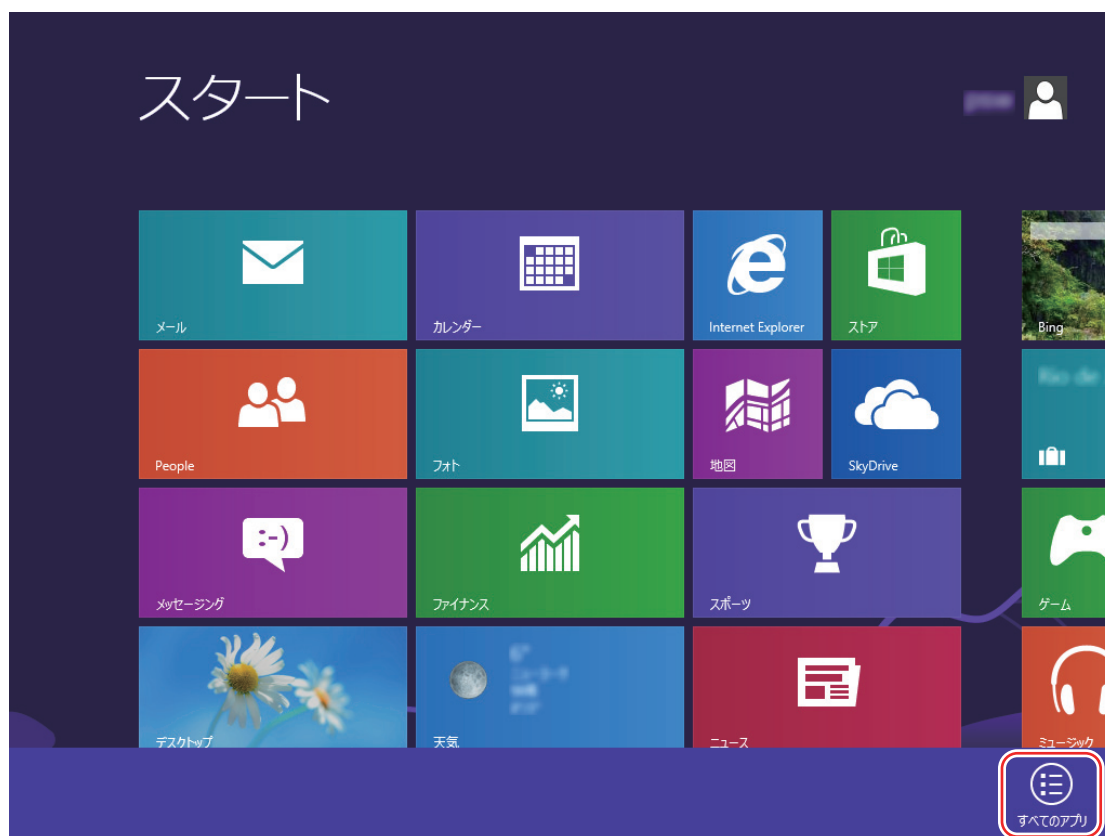 スタート
メール
カレンダー
Internet Explorer
ストア
Bing
People
フォト
地図
SkyDrive
:-)
メッセージング
ファイナンス
スポーツ
ゲーム
デスクトップ
天気
ニュース
ミュージック
すべてのアプリ